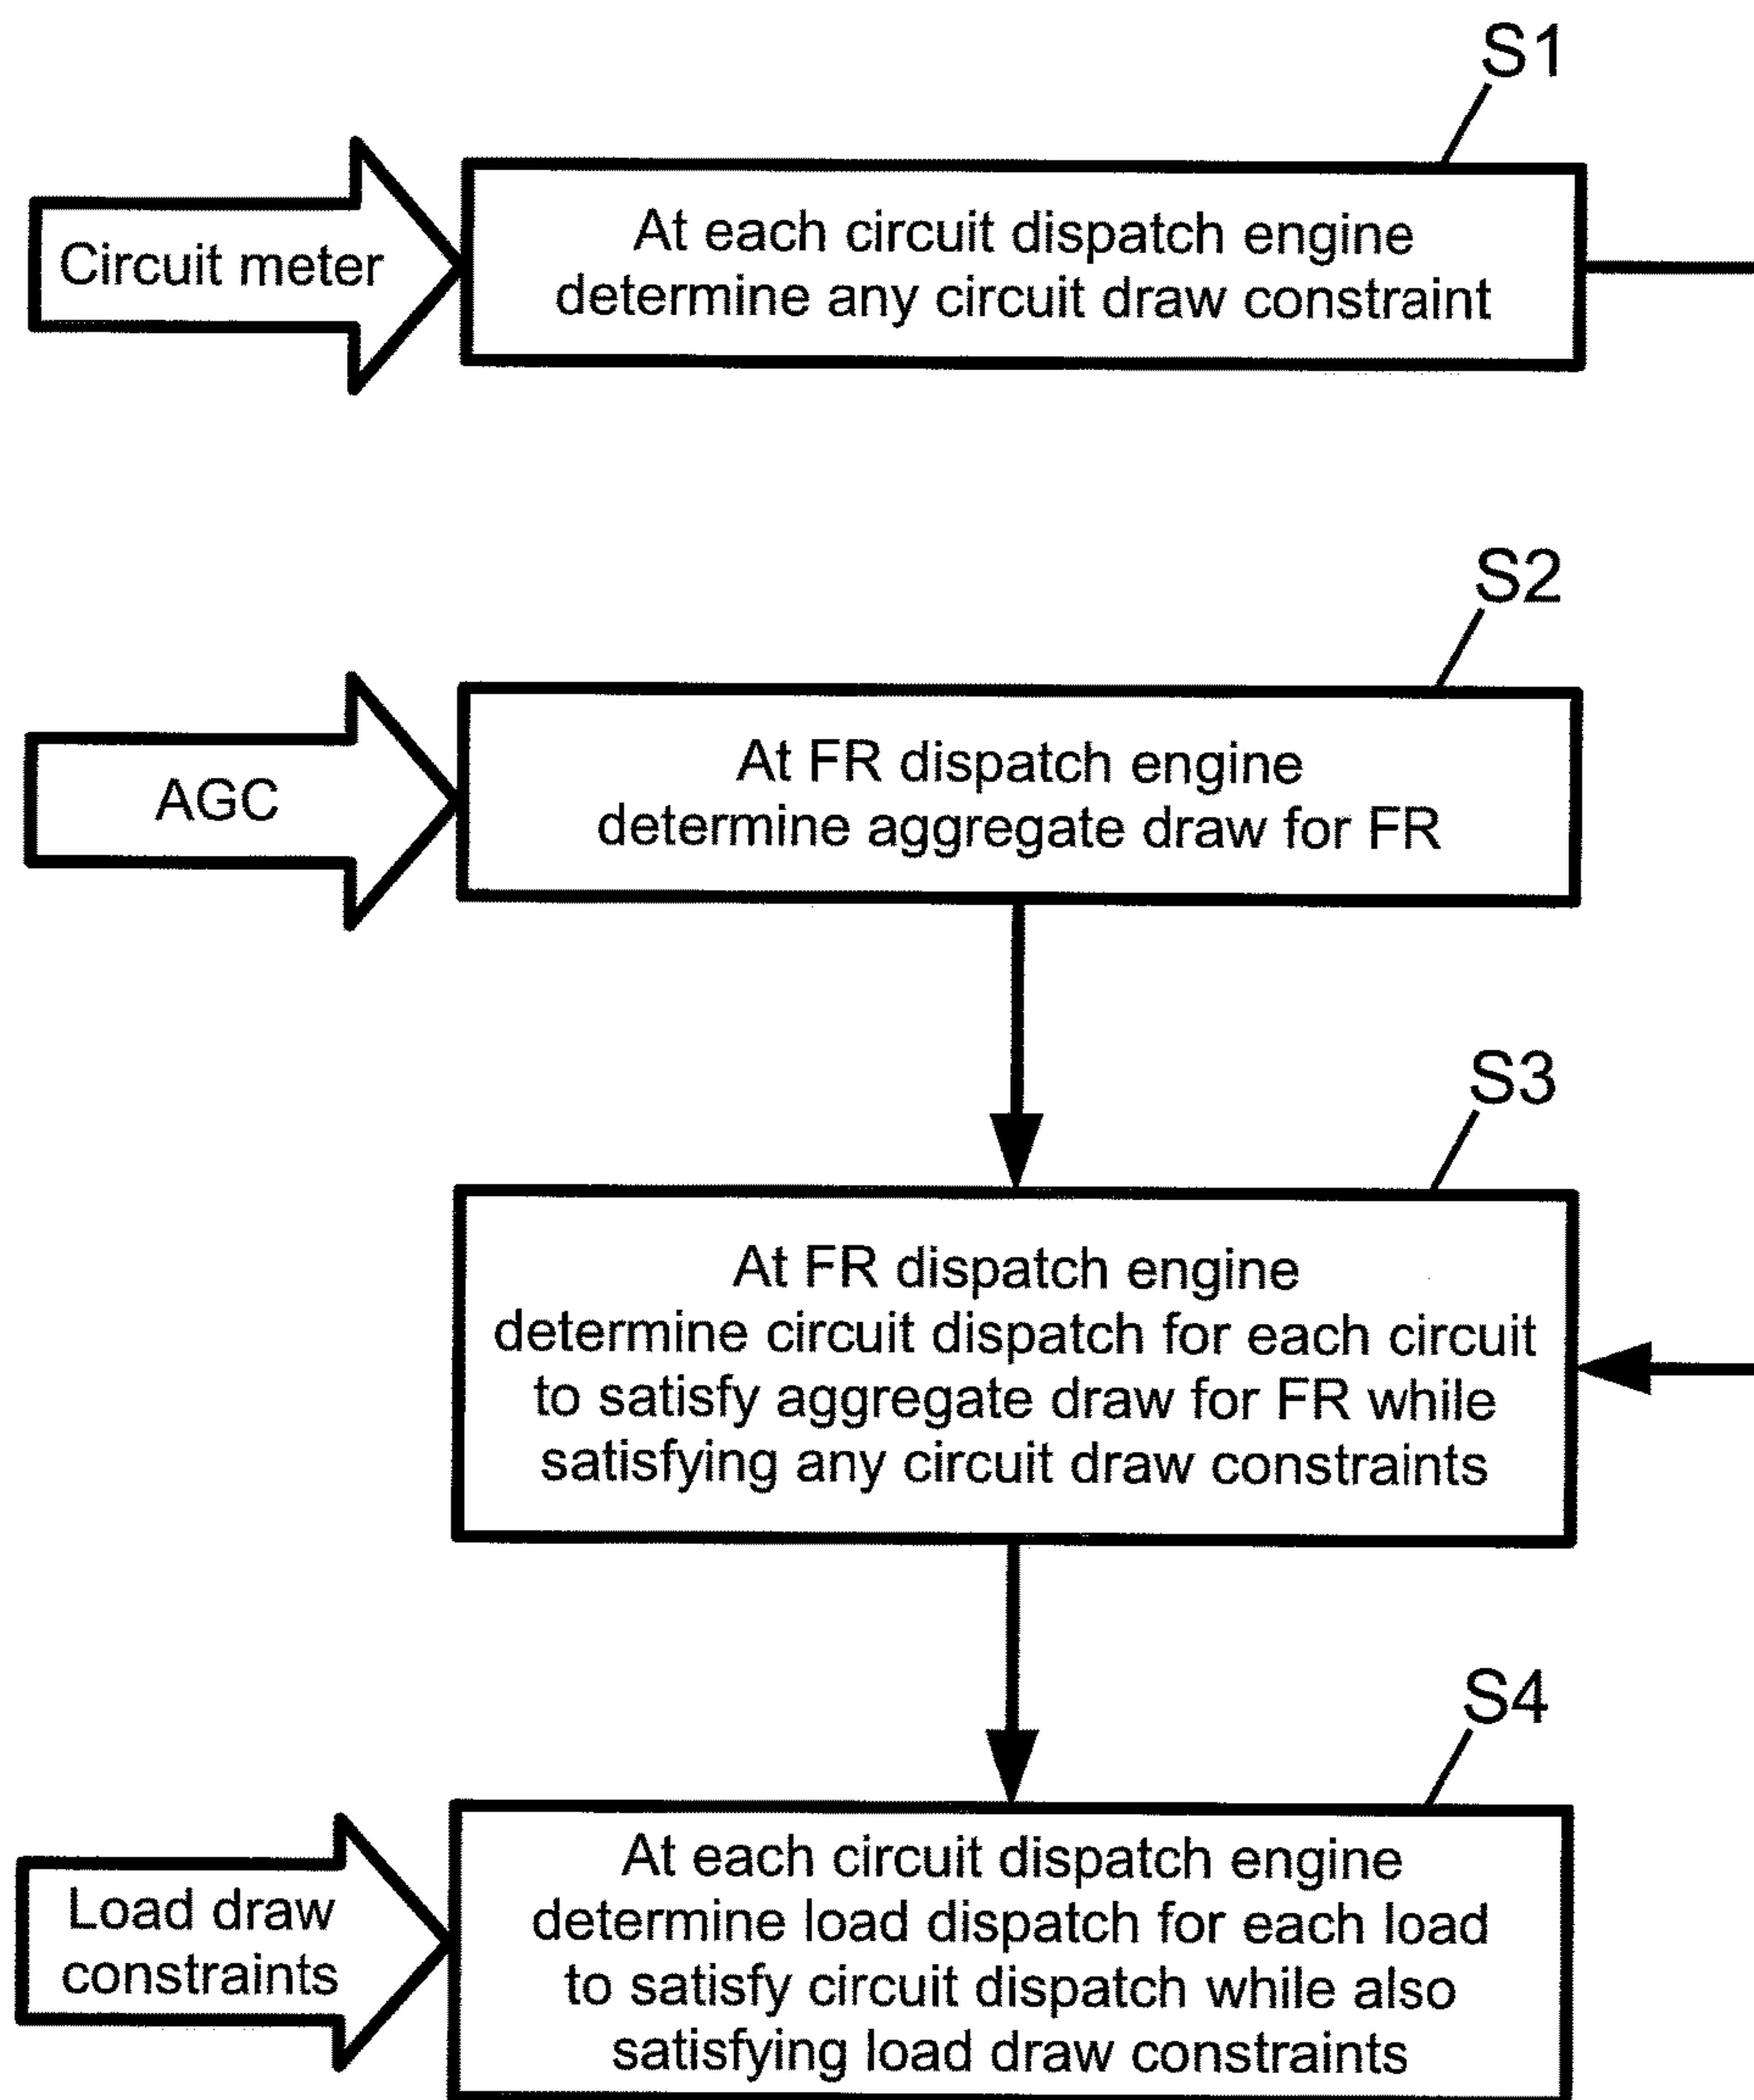 S1
Circuit meter
At each circuit dispatch engine
determine any circuit draw constraint
S2
AGC
At FR dispatch engine
determine aggregate draw for FR
S3
At FR dispatch engine
determine circuit dispatch for each circuit
to satisfy aggregate draw for FR while
satisfying any circuit draw constraints
S4
Load draw
constraints
At each circuit dispatch engine
determine load dispatch for each load
to satisfy circuit dispatch while also
satisfying load draw constraints